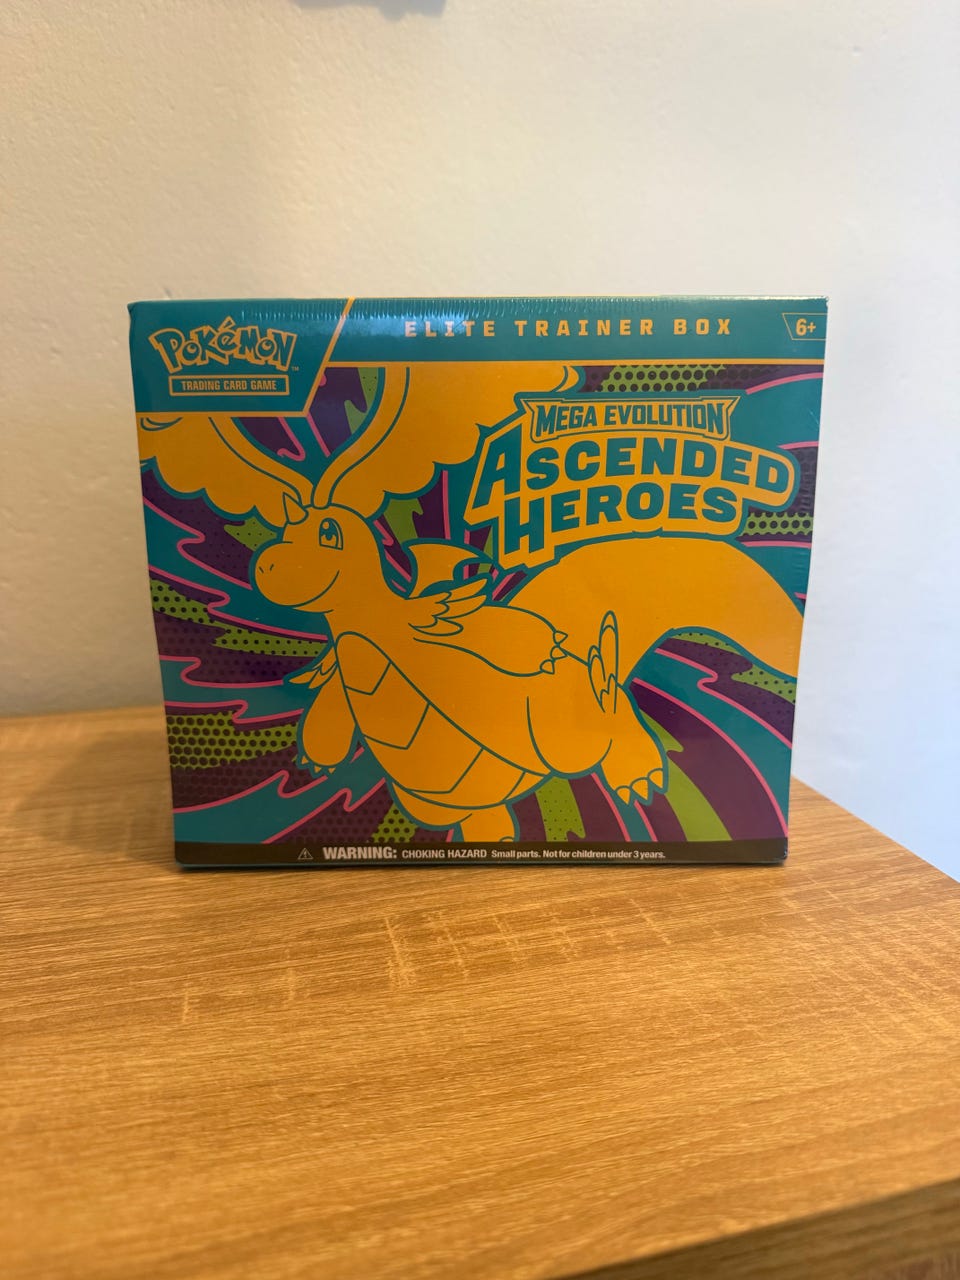 ELITE TRAINER BOX
6+
POKéMON™
TRADING CARD GAME
MEGA EVOLUTION
ASCENDED
HEROES
WARNING: CHOKING HAZARD Small parts. Not for children under 3 years.